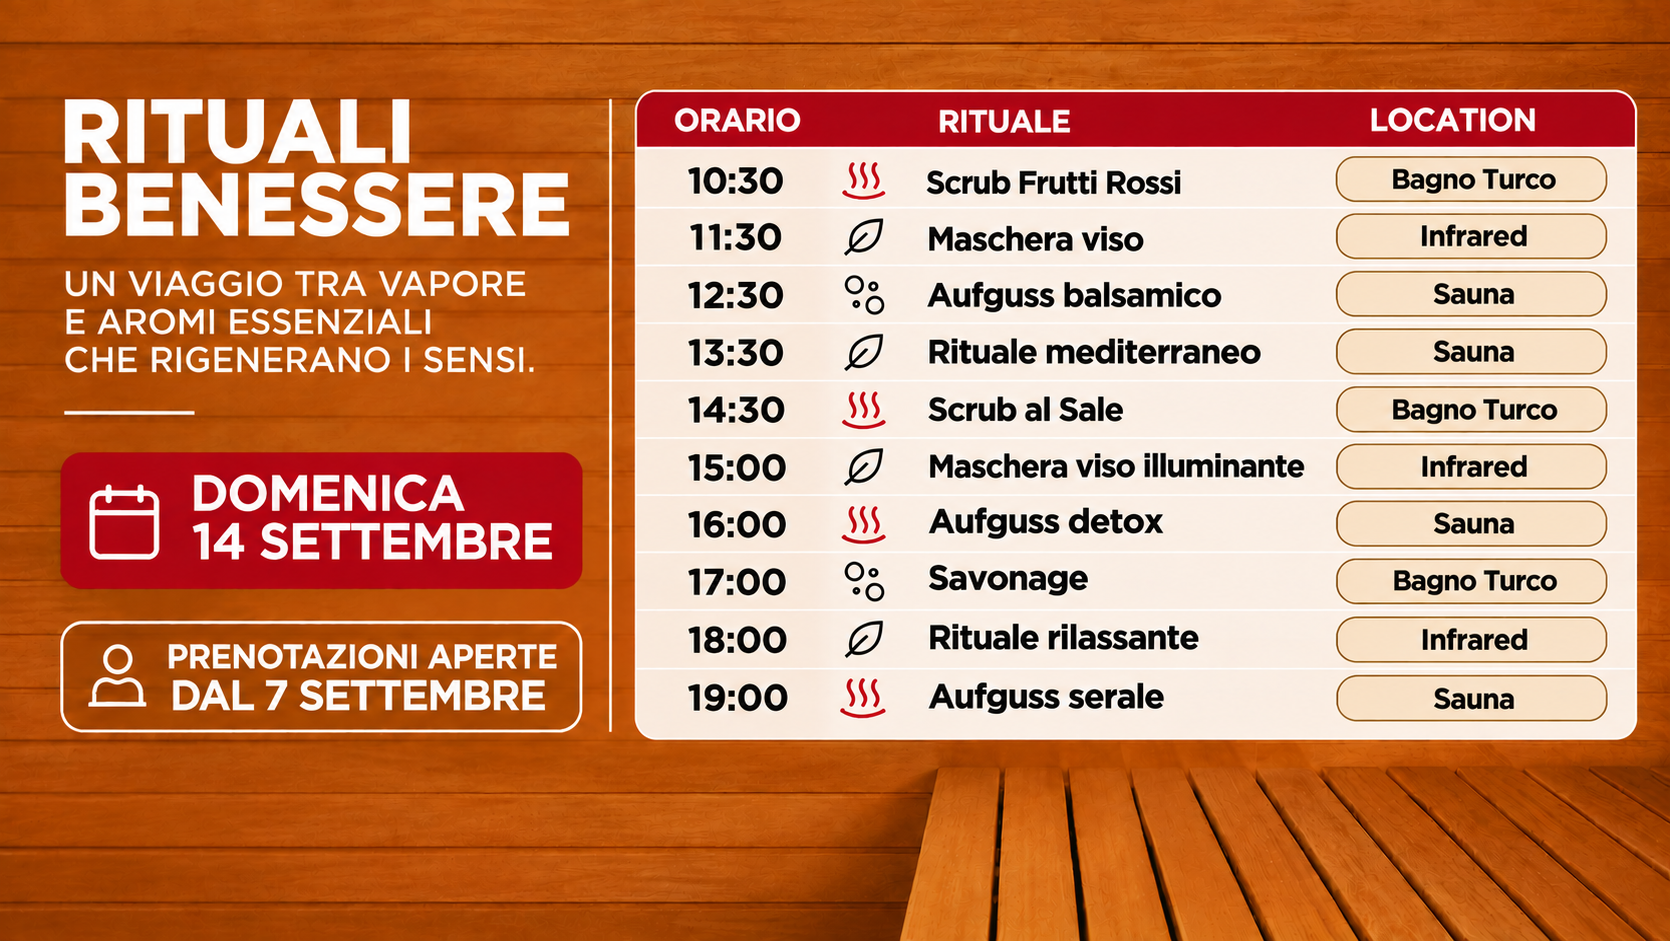 RITUALI
BENESSERE
UN VIAGGIO TRA VAPORE
E AROMI ESSENZIALI
CHE RIGENERANO I SENSI.
DOMENICA
14 SETTEMBRE
PRENOTAZIONI APERTE
DAL 7 SETTEMBRE
ORARIO RITUALE LOCATION
10:30 Scrub Frutti Rossi Bagno Turco
11:30 Maschera viso Infrared
12:30 Aufguss balsamico Sauna
13:30 Rituale mediterraneo Sauna
14:30 Scrub al Sale Bagno Turco
15:00 Maschera viso illuminante Infrared
16:00 Aufguss detox Sauna
17:00 Savonage Bagno Turco
18:00 Rituale rilassante Infrared
19:00 Aufguss serale Sauna